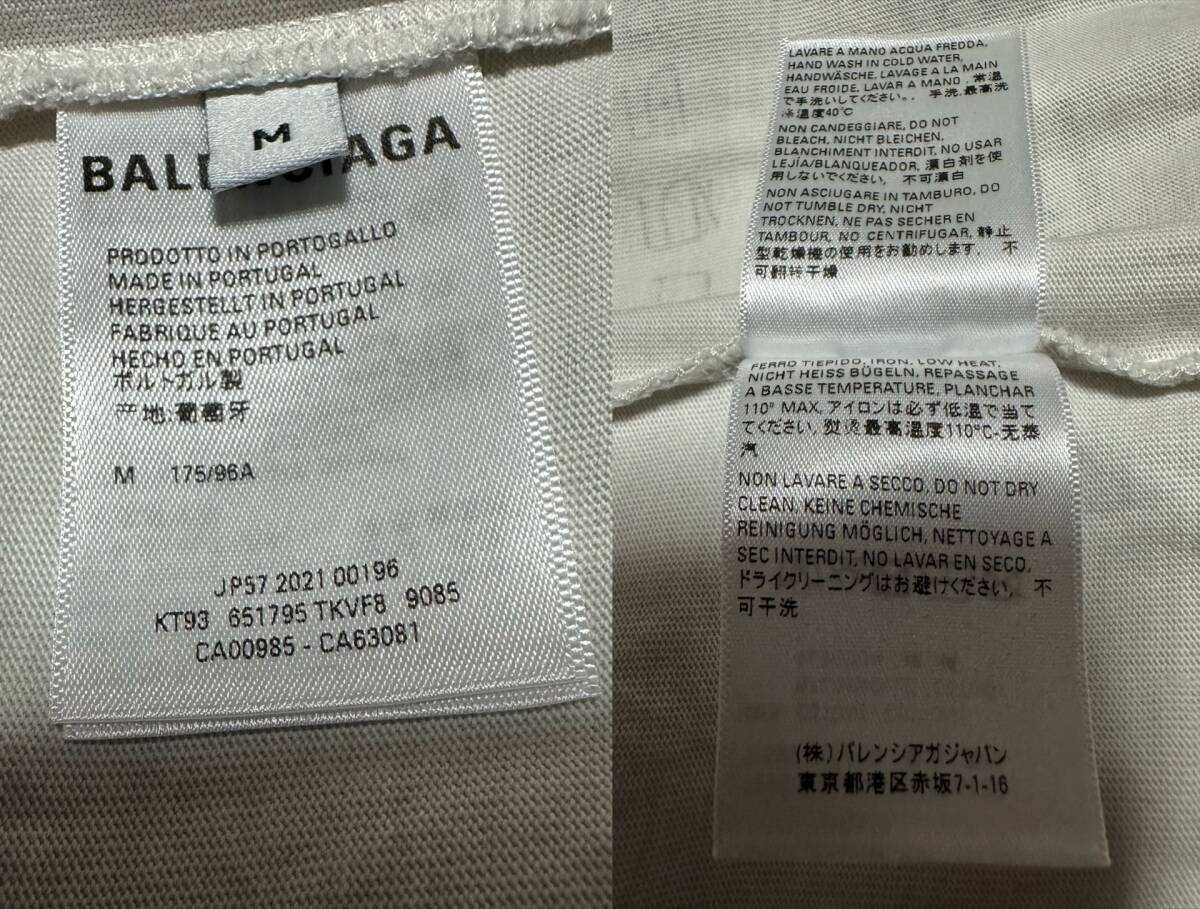 M
BALENCIAGA
PRODOTTO IN PORTOGALLO
MADE IN PORTUGAL
HERGESTELLT IN PORTUGAL
FABRIQUE AU PORTUGAL
HECHO EN PORTUGAL
ポルトガル製
产地:葡萄牙
M 175/96A
JP57 2021 00196
KT93 651795 TKVF8 9085
CA00985 - CA63081
LAVARE A MANO ACQUA FREDDA,
HAND WASH IN COLD WATER,
HANDWÄSCHE, LAVAGE A LA MAIN
EAU FROIDE, LAVAR A MANO, 常温
で手洗いしてください。, 手洗,最高洗
涤温度40℃
NON CANDEGGIARE, DO NOT
BLEACH, NICHT BLEICHEN,
BLANCHIMENT INTERDIT, NO USAR
LEJÍA/BLANQUEADOR, 漂白剤を使
用しないでください, 不可漂白
NON ASCIUGARE IN TAMBURO, DO
NOT TUMBLE DRY, NICHT
TROCKNEN, NE PAS SECHER EN
TAMBOUR, NO CENTRIFUGAR, 静止
型乾燥機の使用をお勧めします, 不
可翻转干燥
FERRO TIEPIDO, IRON, LOW HEAT,
NICHT HEISS BÜGELN, REPASSAGE
A BASSE TEMPERATURE, PLANCHAR
110° MAX, アイロンは必ず低温で当て
てください, 熨烫最高温度110°C-无蒸
汽
NON LAVARE A SECCO, DO NOT DRY
CLEAN, KEINE CHEMISCHE
REINIGUNG MÖGLICH, NETTOYAGE A
SEC INTERDIT, NO LAVAR EN SECO,
ドライクリーニングはお避けください, 不
可干洗
(株)バレンシアガジャパン
東京都港区赤坂7-1-16